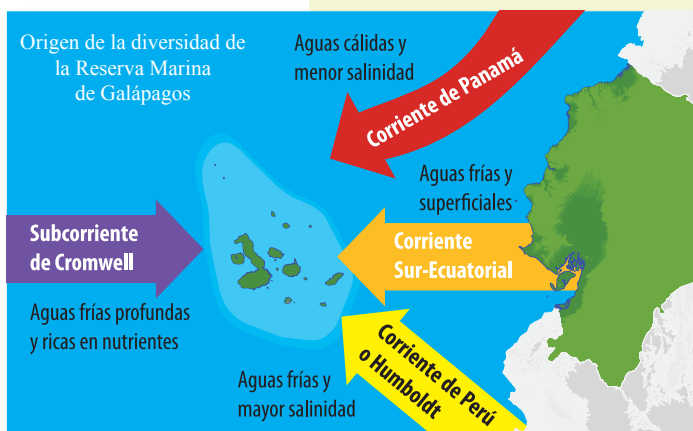 Origen de la diversidad de
la Reserva Marina
de Galápagos
Aguas cálidas y
menor salinidad
Corriente de Panamá
Aguas frías y
superficiales
Subcorriente
de Cromwell
Corriente
Sur-Ecuatorial
Aguas frías profundas
y ricas en nutrientes
Aguas frías y
mayor salinidad
Corriente de Perú
o Humboldt